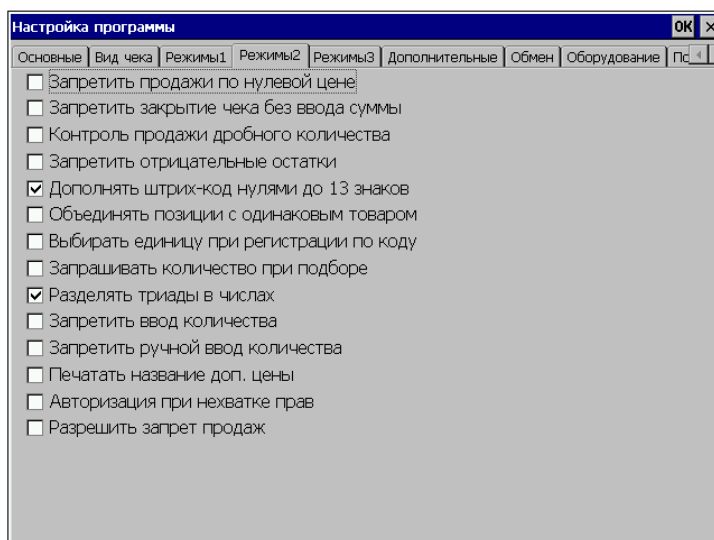 Настройка программы OK ×
Основные Вид чека Режимы1 Режимы2 Режимы3 Дополнительные Обмен Оборудование
Запретить продажи по нулевой цене
Запретить закрытие чека без ввода суммы
Контроль продажи дробного количества
Запретить отрицательные остатки
Дополнять штрих-код нулями до 13 знаков
Объединять позиции с одинаковым товаром
Выбирать единицу при регистрации по коду
Запрашивать количество при подборе
Разделять триады в числах
Запретить ввод количества
Запретить ручной ввод количества
Печатать название доп. цены
Авторизация при нехватке прав
Разрешить запрет продаж